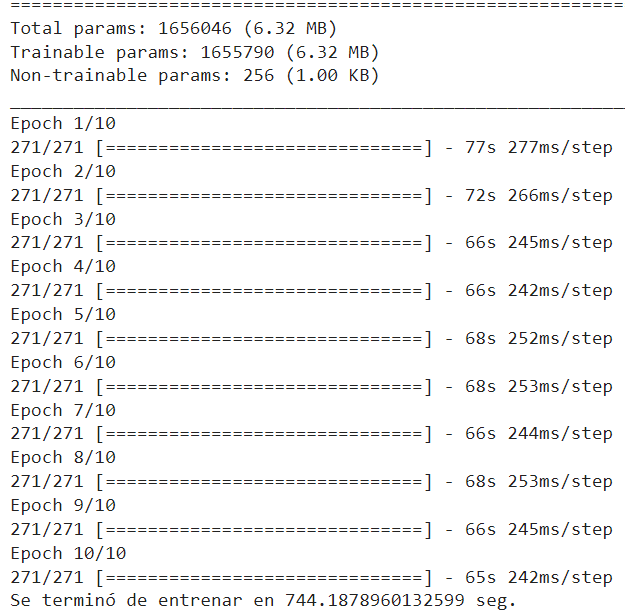 ==========================================================
Total params: 1656046 (6.32 MB)
Trainable params: 1655790 (6.32 MB)
Non-trainable params: 256 (1.00 KB)
__________________________________________________________
Epoch 1/10
271/271 [==============================] - 77s 277ms/step
Epoch 2/10
271/271 [==============================] - 72s 266ms/step
Epoch 3/10
271/271 [==============================] - 66s 245ms/step
Epoch 4/10
271/271 [==============================] - 66s 242ms/step
Epoch 5/10
271/271 [==============================] - 68s 252ms/step
Epoch 6/10
271/271 [==============================] - 68s 253ms/step
Epoch 7/10
271/271 [==============================] - 66s 244ms/step
Epoch 8/10
271/271 [==============================] - 68s 253ms/step
Epoch 9/10
271/271 [==============================] - 66s 245ms/step
Epoch 10/10
271/271 [==============================] - 65s 242ms/step
Se terminó de entrenar en 744.1878960132599 seg.